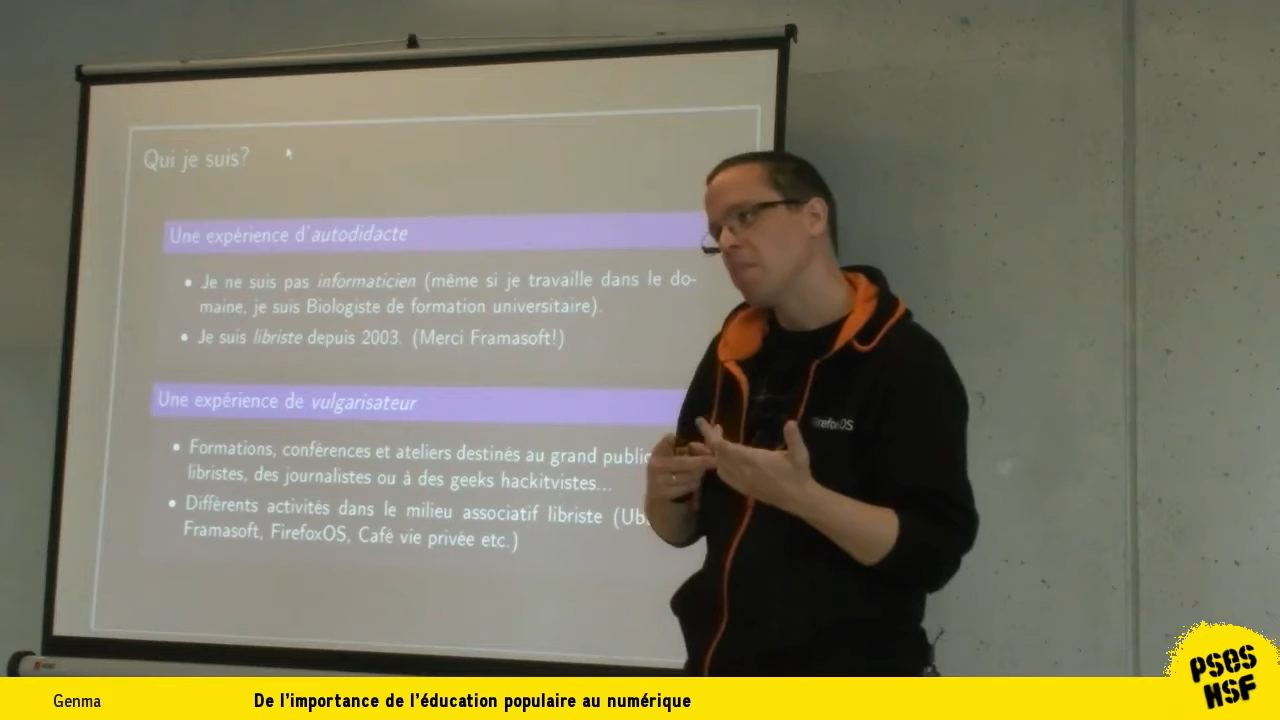 Qui je suis?
Une expérience d'autodidacte
• Je ne suis pas informaticien (même si je travaille dans le do-
maine, je suis Biologiste de formation universitaire).
• Je suis libriste depuis 2003. (Merci Framasoft!)
Une expérience de vulgarisateur
• Formations, conférences et ateliers destinés au grand public
libristes, des journalistes ou à des geeks hackitvistes...
• Différents activités dans le milieu associatif libriste
Framasoft, FirefoxOS, Café vie privée etc.)
FirefoxOS
Genma
De l'importance de l'éducation populaire au numérique
PSES
HSF